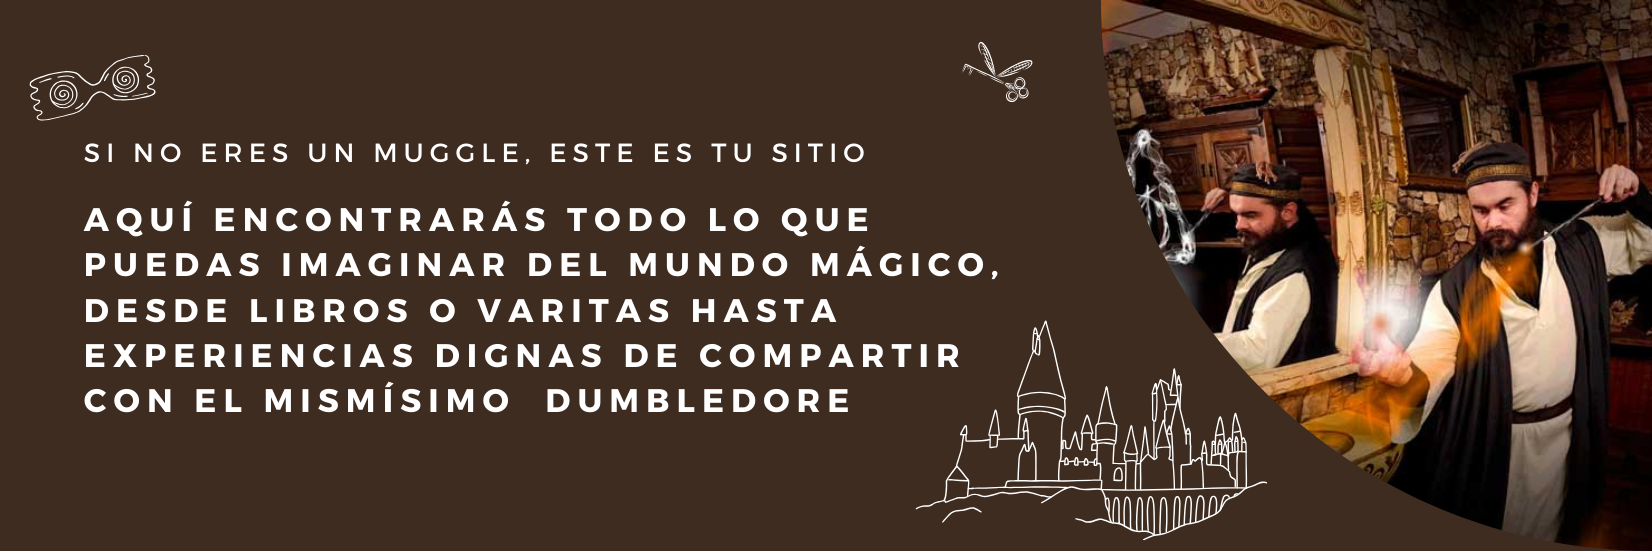 SI NO ERES UN MUGGLE, ESTE ES TU SITIO
AQUÍ ENCONTRARÁS TODO LO QUE
PUEDAS IMAGINAR DEL MUNDO MÁGICO,
DESDE LIBROS O VARITAS HASTA
EXPERIENCIAS DIGNAS DE COMPARTIR
CON EL MISMÍSIMO  DUMBLEDORE